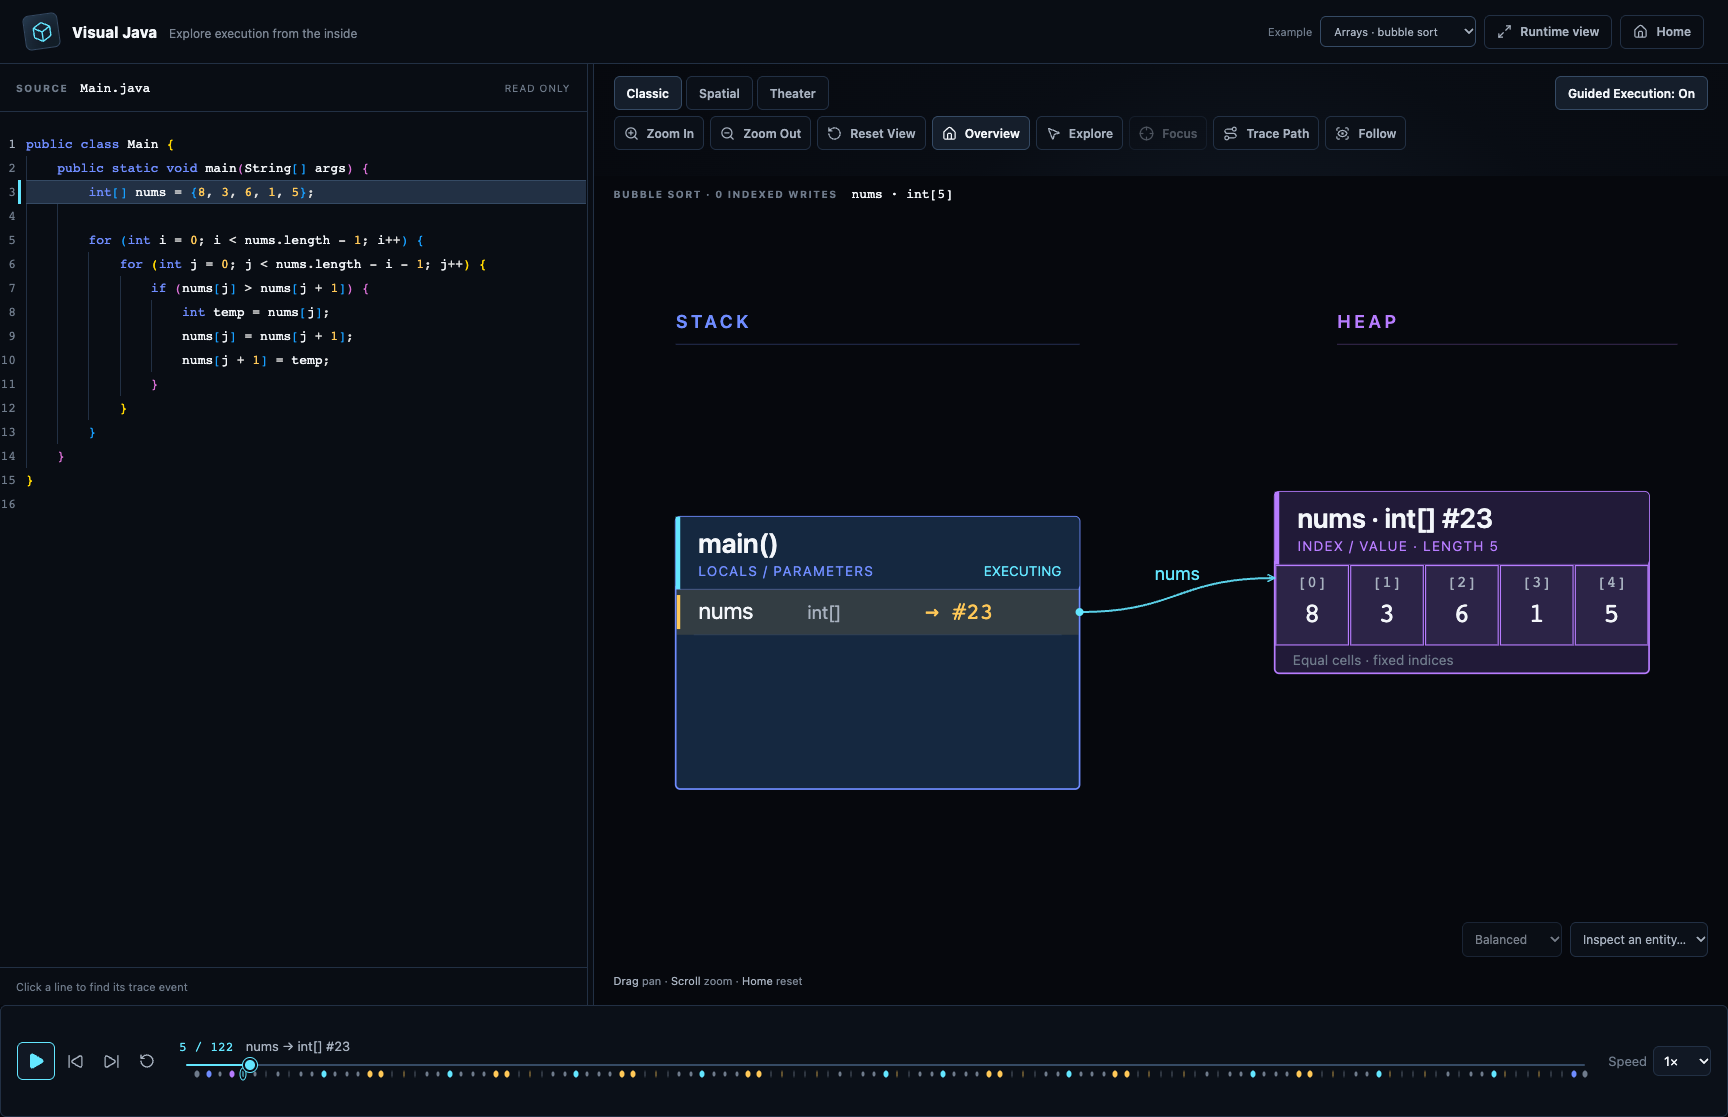 Visual Java Explore execution from the inside
Example Arrays · bubble sort Runtime view Home
SOURCE Main.java READ ONLY
1 public class Main {
2 public static void main(String[] args) {
3 int[] nums = {8, 3, 6, 1, 5};
4
5 for (int i = 0; i < nums.length - 1; i++) {
6 for (int j = 0; j < nums.length - i - 1; j++) {
7 if (nums[j] > nums[j + 1]) {
8 int temp = nums[j];
9 nums[j] = nums[j + 1];
10 nums[j + 1] = temp;
11 }
12 }
13 }
14 }
15 }
16
Click a line to find its trace event
Classic Spatial Theater Guided Execution: On
Zoom In Zoom Out Reset View Overview Explore Focus Trace Path Follow
BUBBLE SORT · 0 INDEXED WRITES nums · int[5]
STACK HEAP
main()
LOCALS / PARAMETERS EXECUTING
nums int[] → #23
nums
nums · int[] #23
INDEX / VALUE · LENGTH 5
[0] [1] [2] [3] [4]
8 3 6 1 5
Equal cells · fixed indices
Balanced Inspect an entity...
Drag pan · Scroll zoom · Home reset
5 / 122 nums → int[] #23
Speed 1×